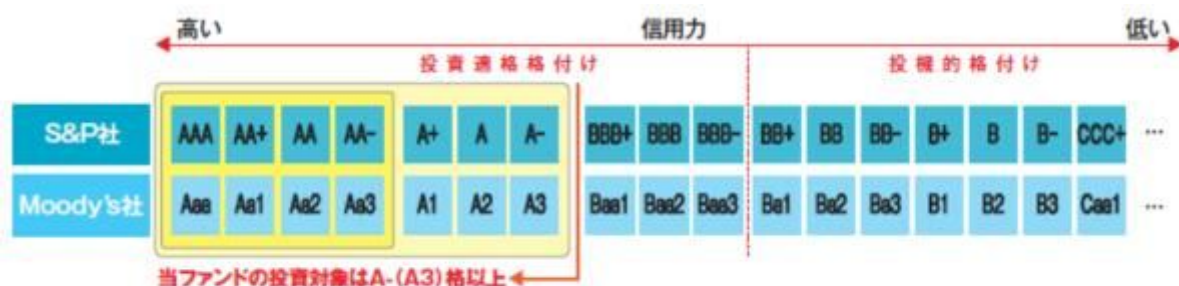 高い 信用力 低い
投資適格格付け 投機的格付け
S&P社 AAA AA+ AA AA- A+ A A- BBB+ BBB BBB- BB+ BB BB- B+ B B- CCC+ …
Moody's社 Aaa Aa1 Aa2 Aa3 A1 A2 A3 Baa1 Baa2 Baa3 Ba1 Ba2 Ba3 B1 B2 B3 Caa1 …
当ファンドの投資対象はA-(A3)格以上